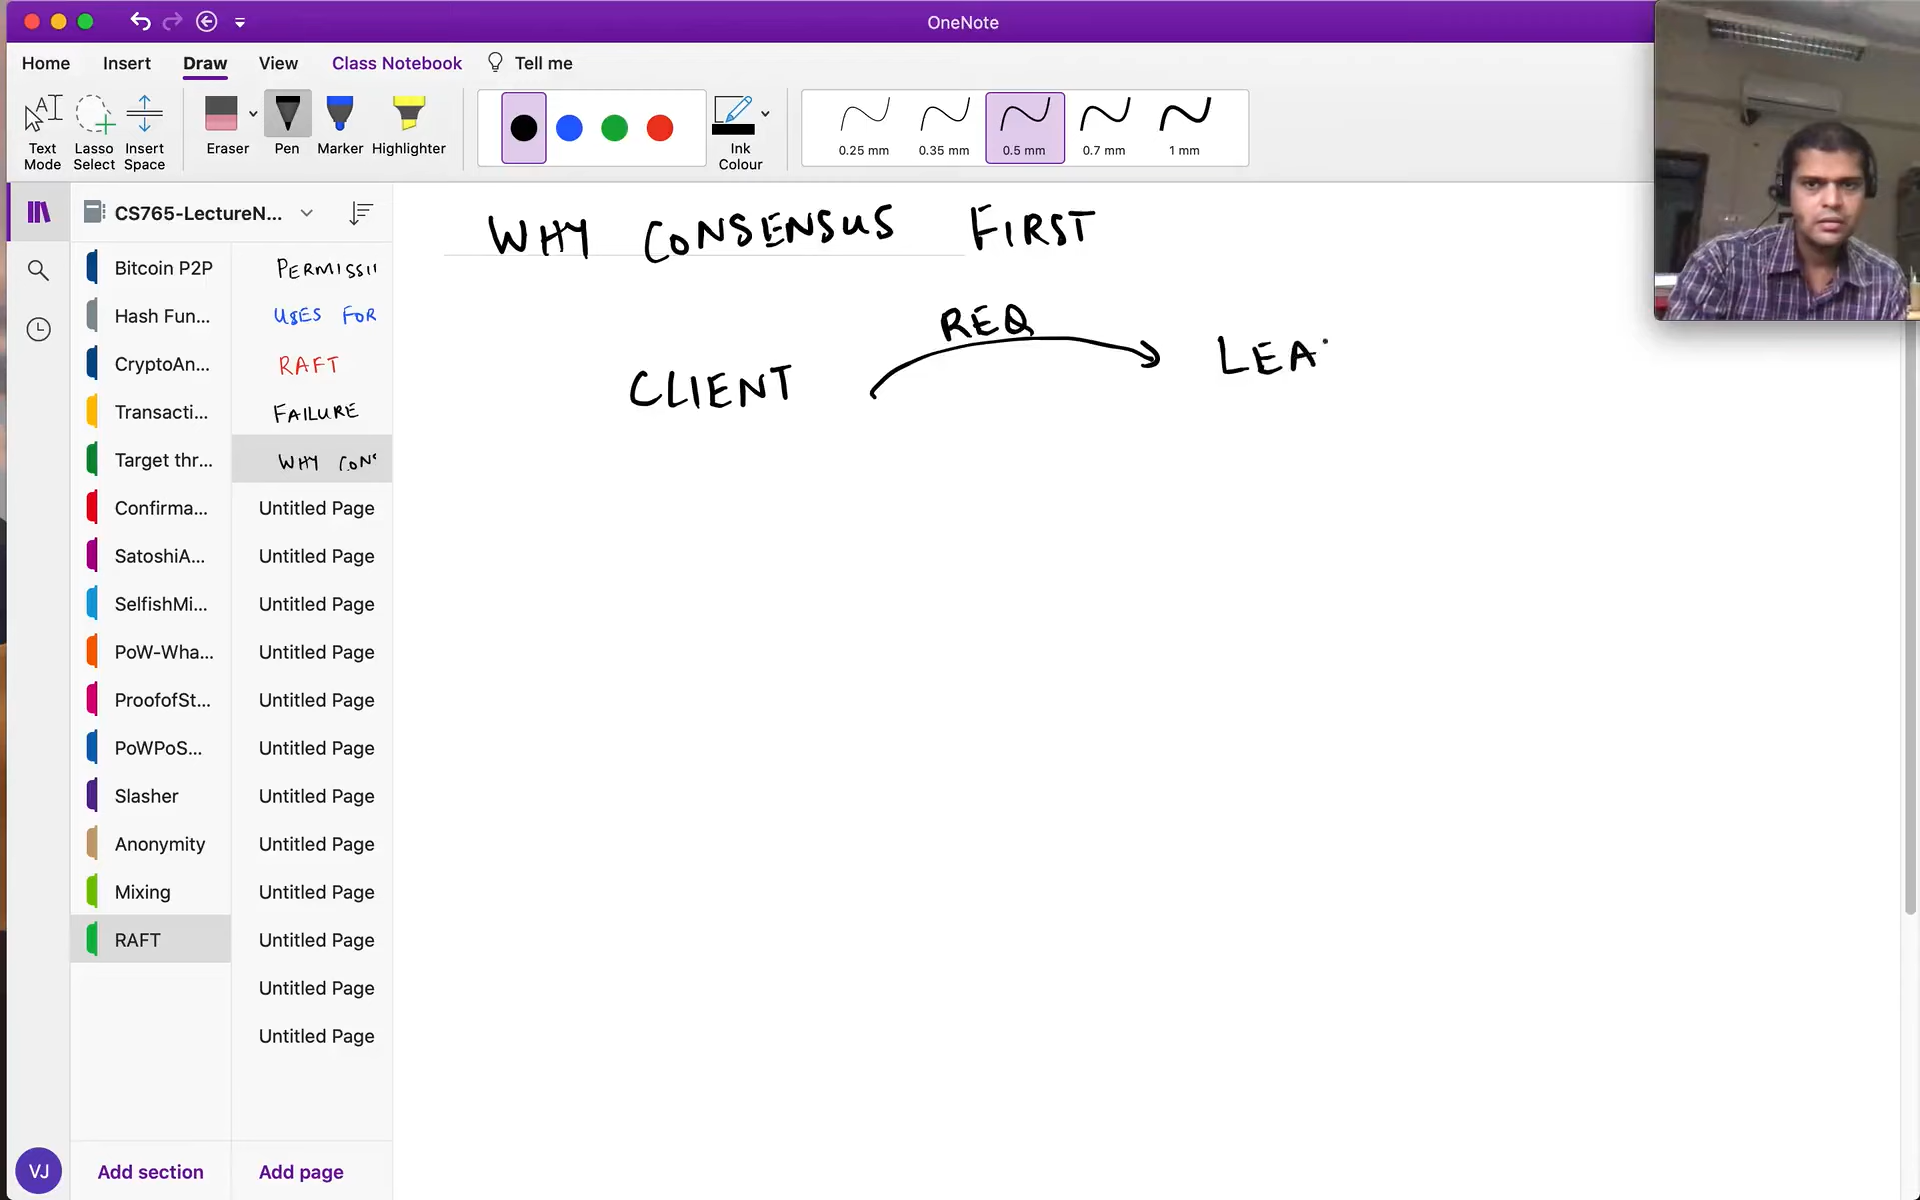 OneNote
Home Insert Draw View Class Notebook Tell me
Text Mode
Lasso Select
Insert Space
Eraser
Pen
Marker
Highlighter
Ink Colour
0.25 mm
0.35 mm
0.5 mm
0.7 mm
1 mm
CS765-LectureN...
Bitcoin P2P
Hash Fun...
CryptoAn...
Transacti...
Target thr...
Confirma...
SatoshiA...
SelfishMi...
PoW-Wha...
ProofofSt...
PoWPoS...
Slasher
Anonymity
Mixing
RAFT
Add section
PERMISSI
USES FOR
RAFT
FAILURE
WHY CONS
Untitled Page
Untitled Page
Untitled Page
Untitled Page
Untitled Page
Untitled Page
Untitled Page
Untitled Page
Untitled Page
Untitled Page
Untitled Page
Untitled Page
Add page
VJ
WHY CONSENSUS FIRST
REQ
CLIENT LEA